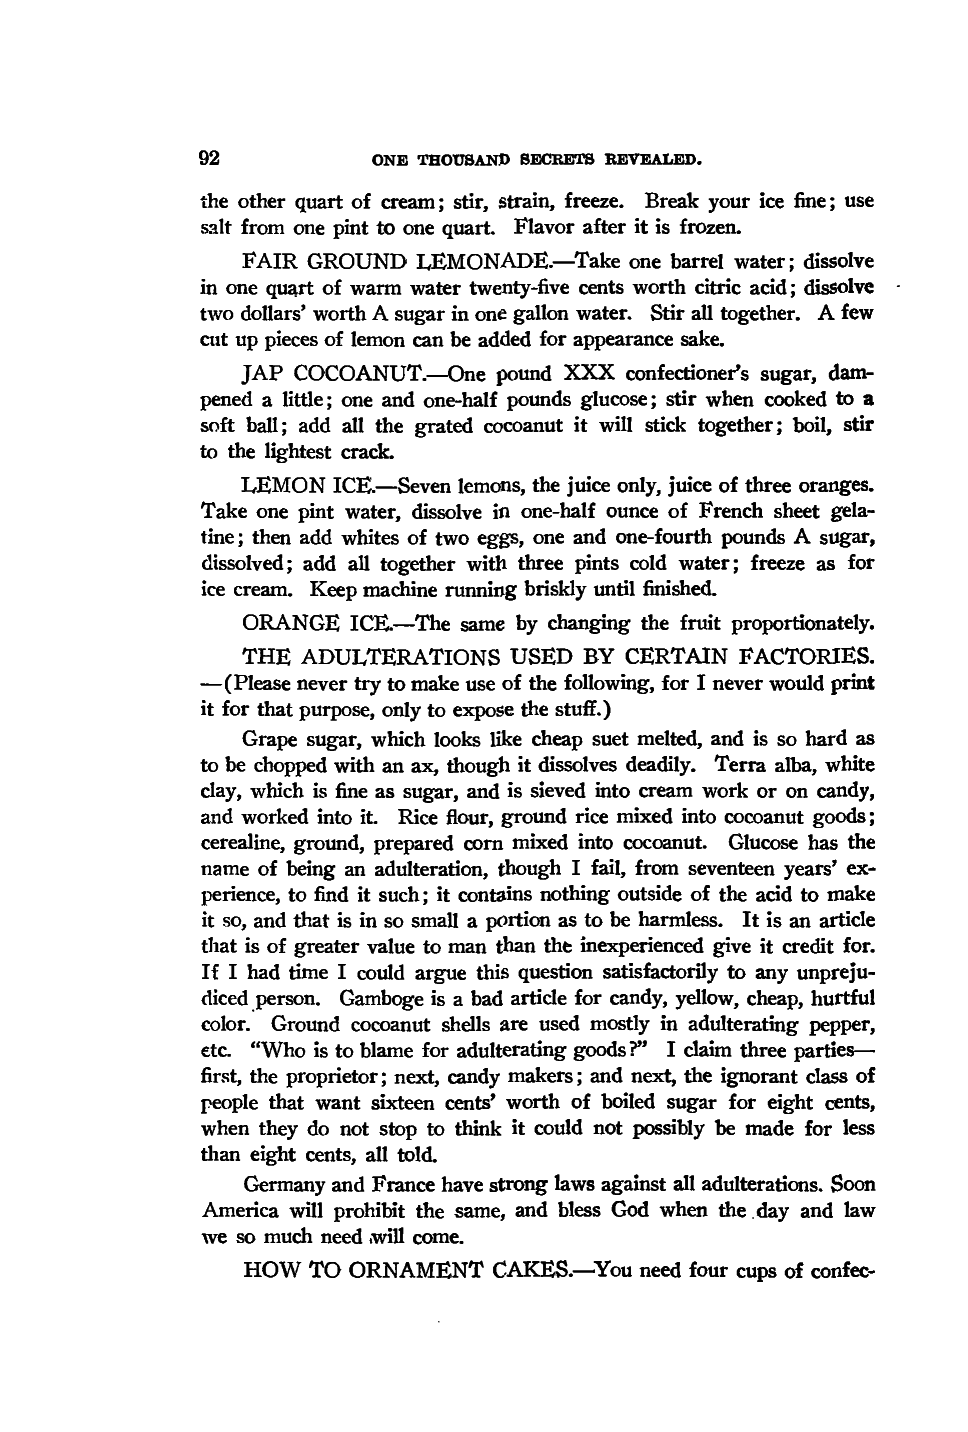 92 ONE THOUSAND SECRETS REVEALED.
the other quart of cream; stir, strain, freeze. Break your ice fine; use
salt from one pint to one quart. Flavor after it is frozen.
FAIR GROUND LEMONADE.—Take one barrel water; dissolve
in one quart of warm water twenty-five cents worth citric acid; dissolve
two dollars' worth A sugar in one gallon water. Stir all together. A few
cut up pieces of lemon can be added for appearance sake.
JAP COCOANUT.—One pound XXX confectioner's sugar, dam-
pened a little; one and one-half pounds glucose; stir when cooked to a
soft ball; add all the grated cocoanut it will stick together; boil, stir
to the lightest crack.
LEMON ICE.—Seven lemons, the juice only, juice of three oranges.
Take one pint water, dissolve in one-half ounce of French sheet gela-
tine; then add whites of two eggs, one and one-fourth pounds A sugar,
dissolved; add all together with three pints cold water; freeze as for
ice cream. Keep machine running briskly until finished.
ORANGE ICE.—The same by changing the fruit proportionately.
THE ADULTERATIONS USED BY CERTAIN FACTORIES.
—(Please never try to make use of the following, for I never would print
it for that purpose, only to expose the stuff.)
Grape sugar, which looks like cheap suet melted, and is so hard as
to be chopped with an ax, though it dissolves deadily. Terra alba, white
clay, which is fine as sugar, and is sieved into cream work or on candy,
and worked into it. Rice flour, ground rice mixed into cocoanut goods;
cerealine, ground, prepared corn mixed into cocoanut. Glucose has the
name of being an adulteration, though I fail, from seventeen years' ex-
perience, to find it such; it contains nothing outside of the acid to make
it so, and that is in so small a portion as to be harmless. It is an article
that is of greater value to man than the inexperienced give it credit for.
If I had time I could argue this question satisfactorily to any unpreju-
diced person. Gamboge is a bad article for candy, yellow, cheap, hurtful
color. Ground cocoanut shells are used mostly in adulterating pepper,
etc. "Who is to blame for adulterating goods?" I claim three parties—
first, the proprietor; next, candy makers; and next, the ignorant class of
people that want sixteen cents' worth of boiled sugar for eight cents,
when they do not stop to think it could not possibly be made for less
than eight cents, all told.
Germany and France have strong laws against all adulterations. Soon
America will prohibit the same, and bless God when the day and law
we so much need will come.
HOW TO ORNAMENT CAKES.—You need four cups of confec-